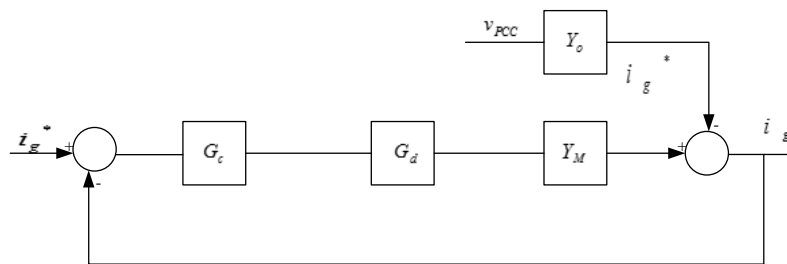 v_PCC
Y_o
i_g*
i_g* + G_c G_d Y_M + - i_g
-